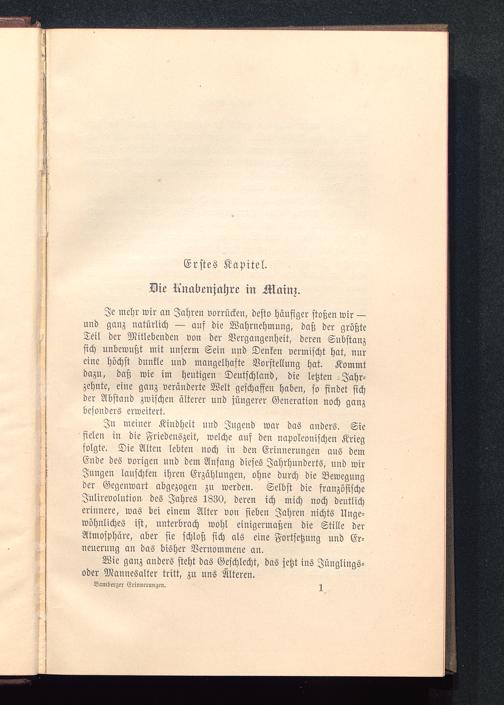 Erstes Kapitel.
Die Knabenjahre in Mainz.
Je mehr wir an Jahren vorrücken, desto häufiger stoßen wir —
und ganz natürlich — auf die Wahrnehmung, daß der größte
Teil der Mitlebenden von der Vergangenheit, deren Substanz
sich unbewußt mit unserm Sein und Denken vermischt hat, nur
eine höchst dunkle und mangelhafte Vorstellung hat. Kommt
dazu, daß wie im heutigen Deutschland, die letzten Jahr-
zehnte, eine ganz veränderte Welt geschaffen haben, so findet sich
der Abstand zwischen älterer und jüngerer Generation noch ganz
besonders erweitert.
In meiner Kindheit und Jugend war das anders. Sie
fielen in die Friedenszeit, welche auf den napoleonischen Krieg
folgte. Die Alten lebten noch in den Erinnerungen aus dem
Ende des vorigen und dem Anfang dieses Jahrhunderts, und wir
Jungen lauschten ihren Erzählungen, ohne durch die Bewegung
der Gegenwart abgezogen zu werden. Selbst die französische
Julirevolution des Jahres 1830, deren ich mich noch deutlich
erinnere, was bei einem Alter von sieben Jahren nichts Unge-
wöhnliches ist, unterbrach wohl einigermaßen die Stille der
Atmosphäre, aber sie schloß sich als eine Fortsetzung und Er-
neuerung an das bisher Vernommene an.
Wie ganz anders steht das Geschlecht, das jetzt ins Jünglings-
oder Mannesalter tritt, zu uns Älteren.
Bamberger Erinnerungen. 1